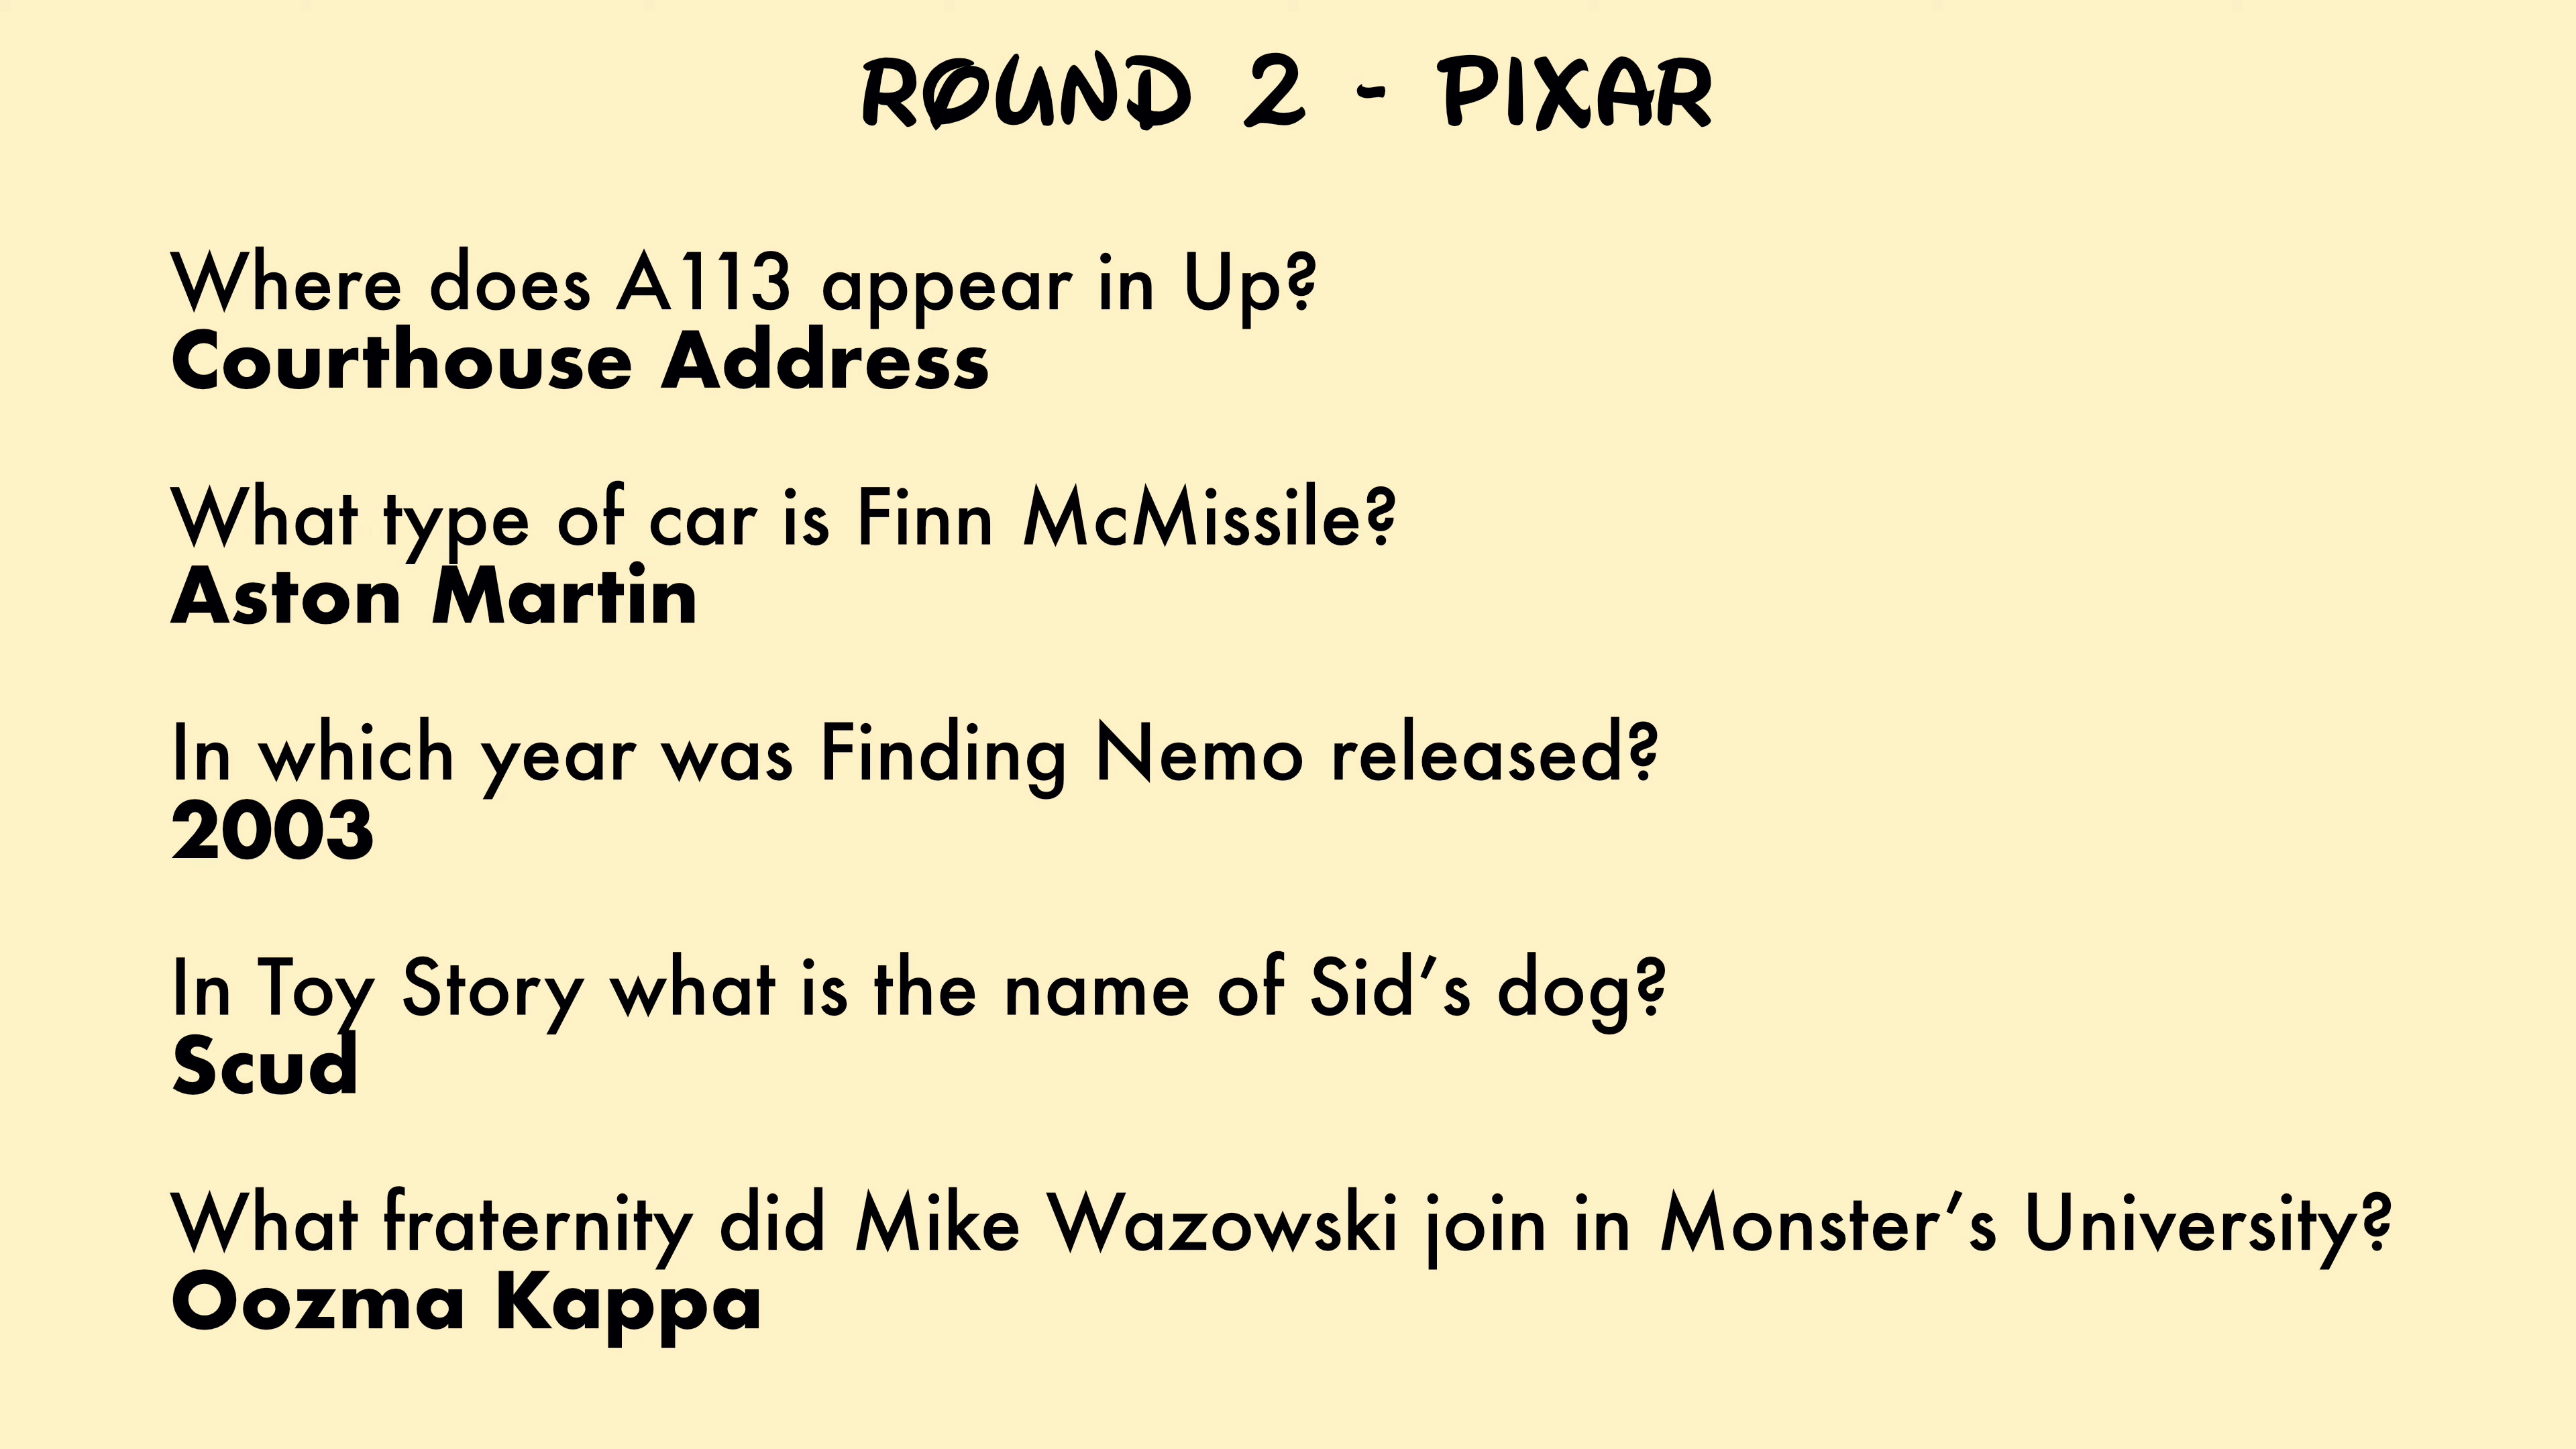 ROUND 2 - PIXAR
Where does A113 appear in Up?
Courthouse Address
What type of car is Finn McMissile?
Aston Martin
In which year was Finding Nemo released?
2003
In Toy Story what is the name of Sid’s dog?
Scud
What fraternity did Mike Wazowski join in Monster’s University?
Oozma Kappa